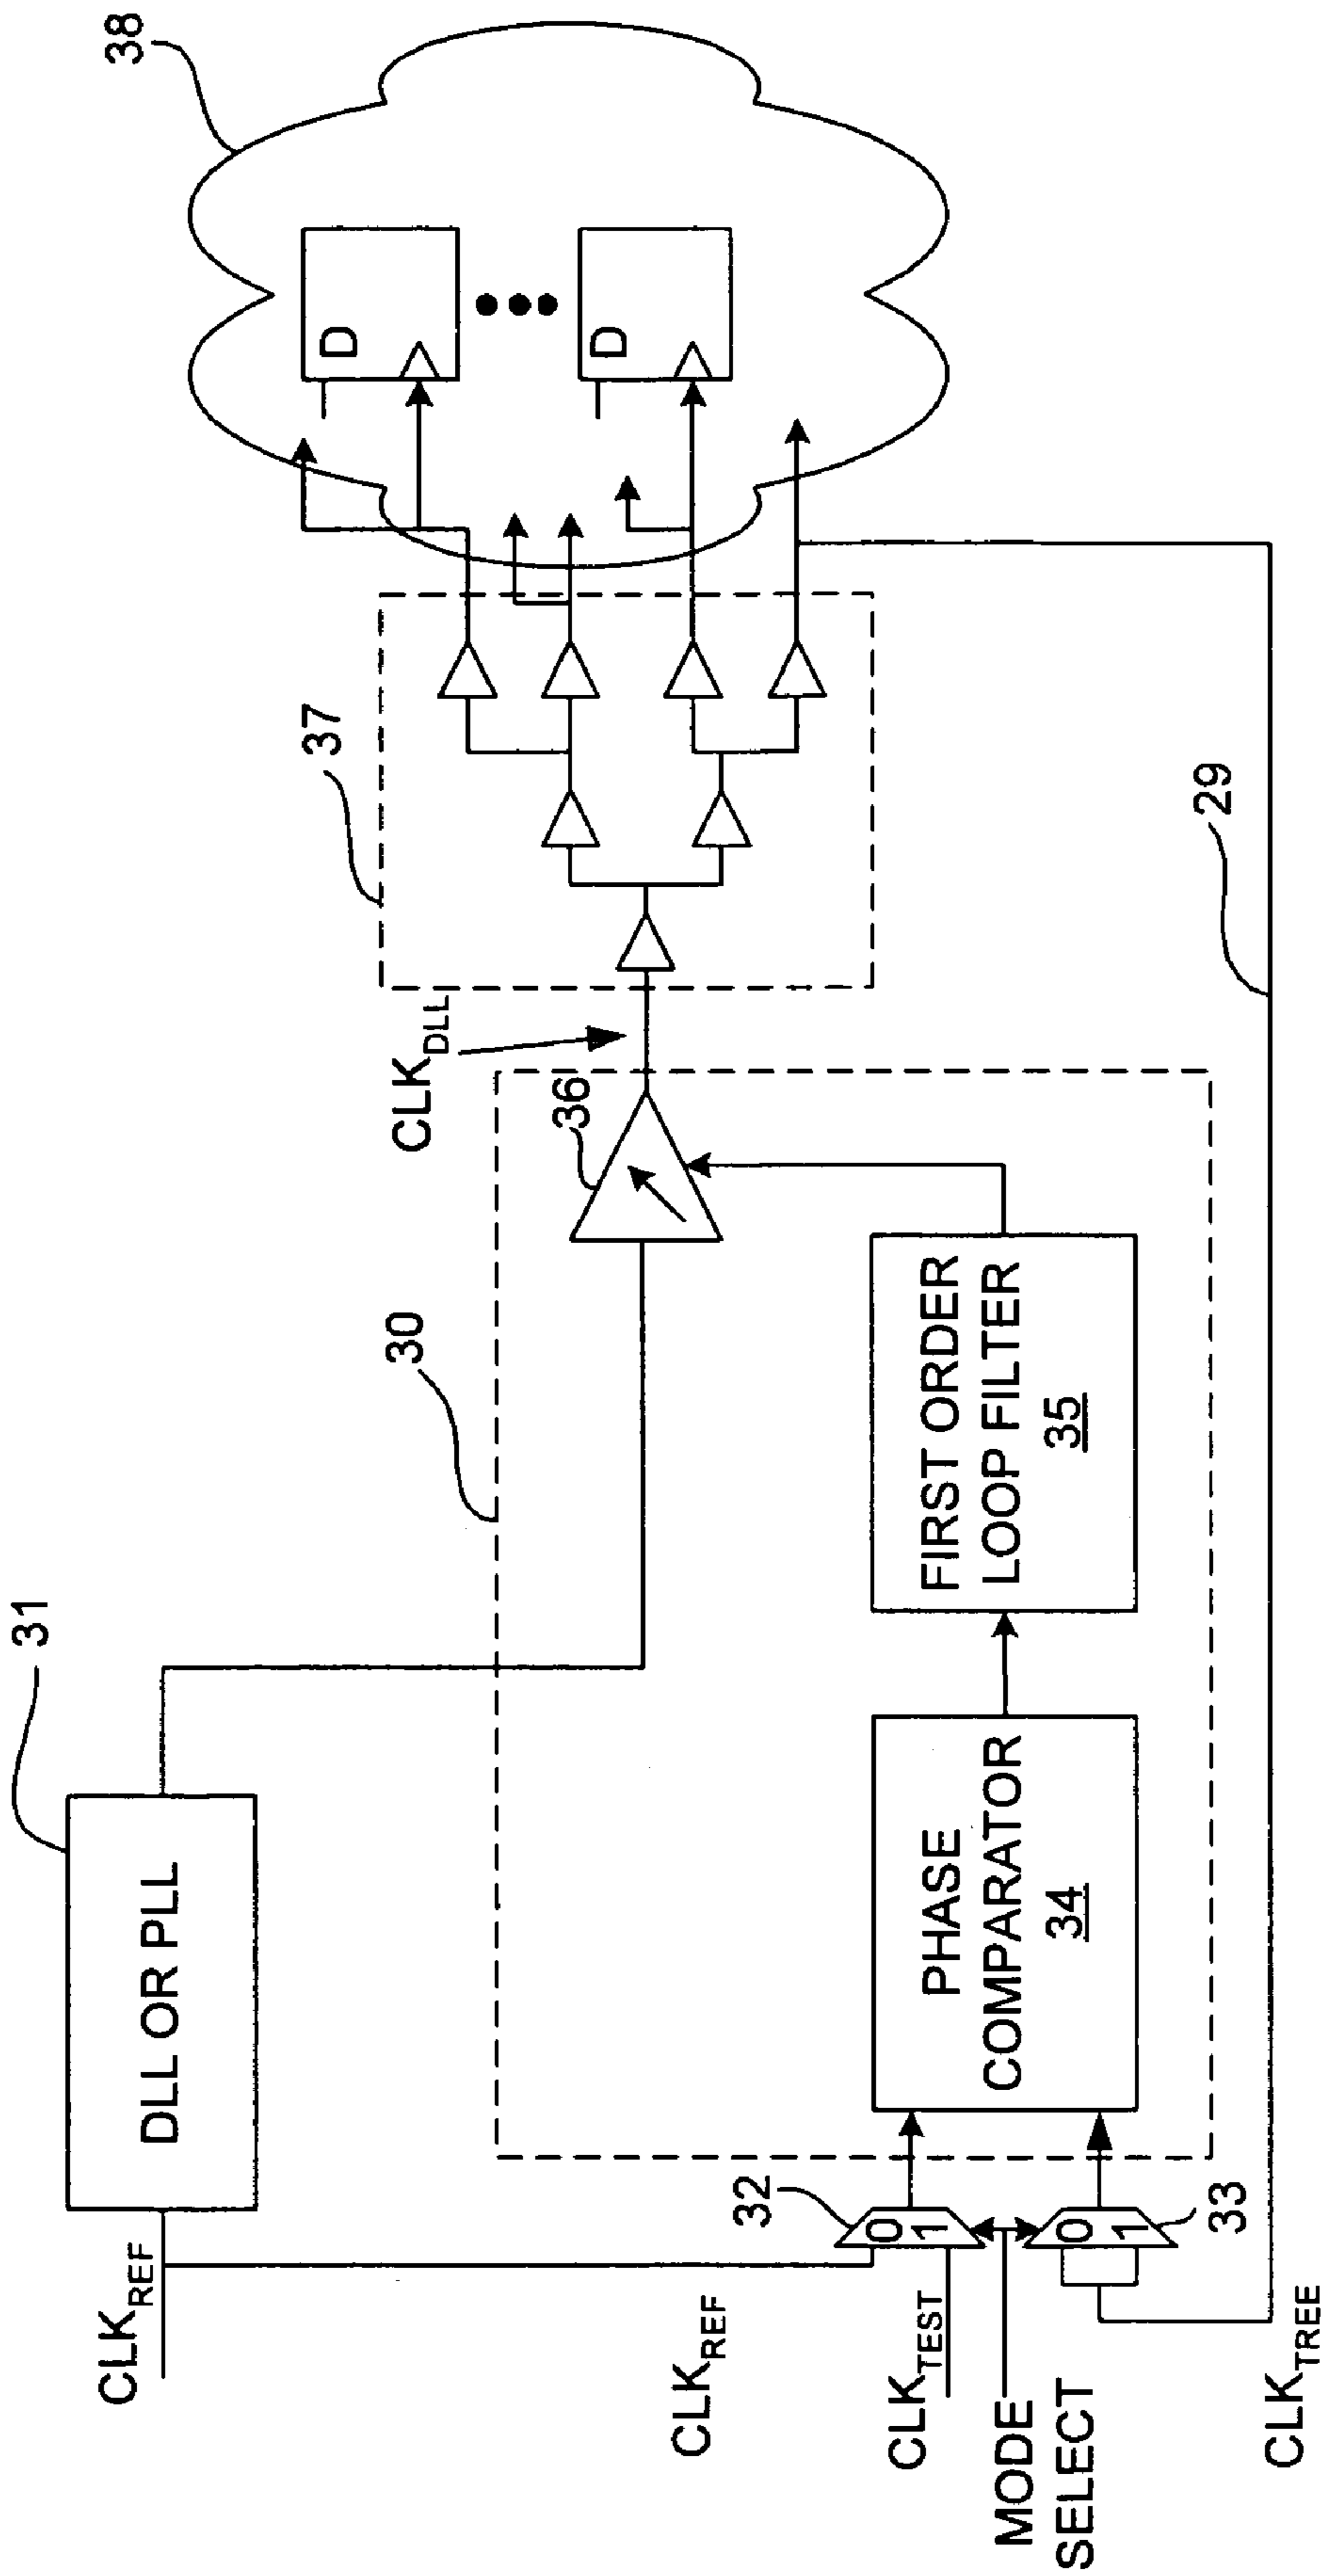 31
DLL OR PLL
CLK_REF
38
37
D
D
CLK_DLL
36
30
CLK_REF
32
0
1
CLK_TEST
MODE
SELECT
0
1
33
PHASE
COMPARATOR
34
FIRST ORDER
LOOP FILTER
35
29
CLK_TREE